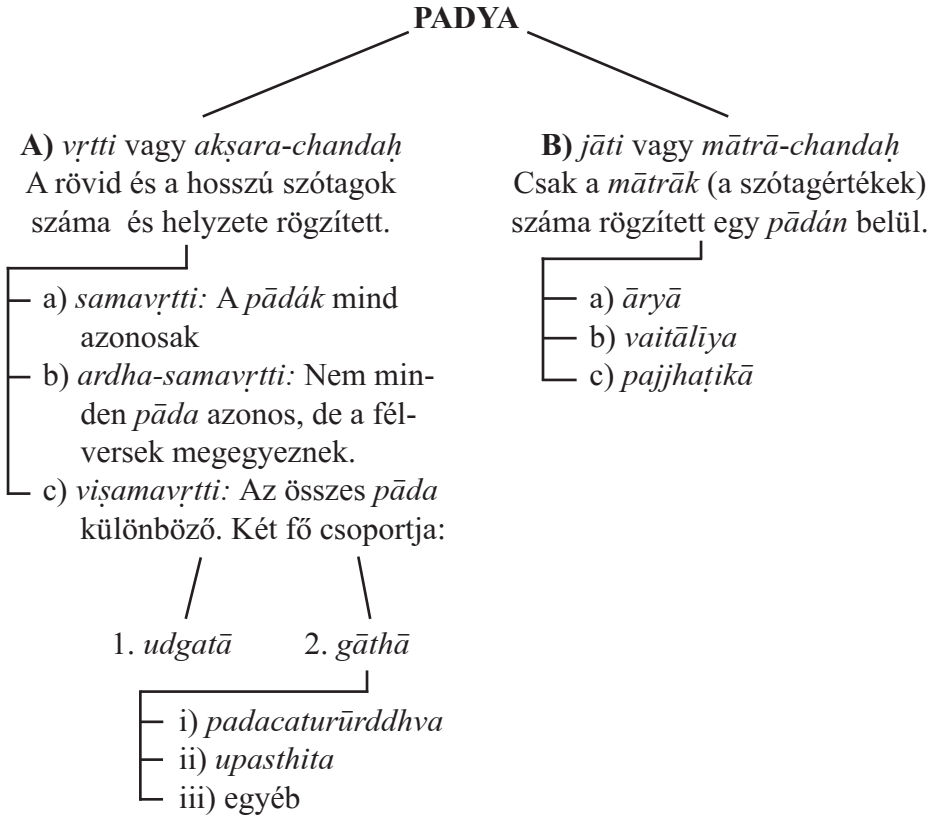 PADYA
A) vṛtti vagy akṣara-chandaḥ
A rövid és a hosszú szótagok
száma és helyzete rögzített.
a) samavṛtti: A pādák mind
azonosak
b) ardha-samavṛtti: Nem min-
den pāda azonos, de a fél-
versek megegyeznek.
c) viṣamavṛtti: Az összes pāda
különböző. Két fő csoportja:
1. udgatā
2. gāthā
i) padacaturūrddhva
ii) upasthita
iii) egyéb
B) jāti vagy mātrā-chandaḥ
Csak a mātrāk (a szótagértékek)
száma rögzített egy pādán belül.
a) āryā
b) vaitālīya
c) pajjhaṭikā